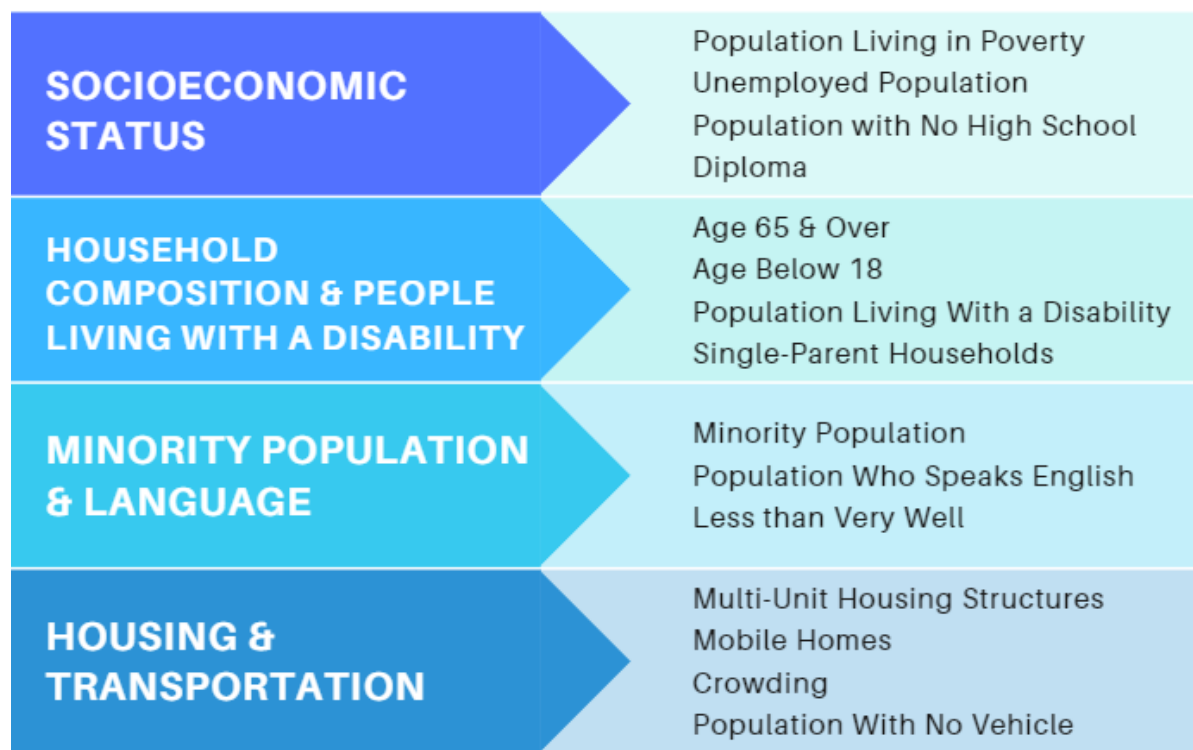 SOCIOECONOMIC
STATUS
Population Living in Poverty
Unemployed Population
Population with No High School
Diploma
HOUSEHOLD
COMPOSITION & PEOPLE
LIVING WITH A DISABILITY
Age 65 & Over
Age Below 18
Population Living With a Disability
Single-Parent Households
MINORITY POPULATION
& LANGUAGE
Minority Population
Population Who Speaks English
Less than Very Well
HOUSING &
TRANSPORTATION
Multi-Unit Housing Structures
Mobile Homes
Crowding
Population With No Vehicle